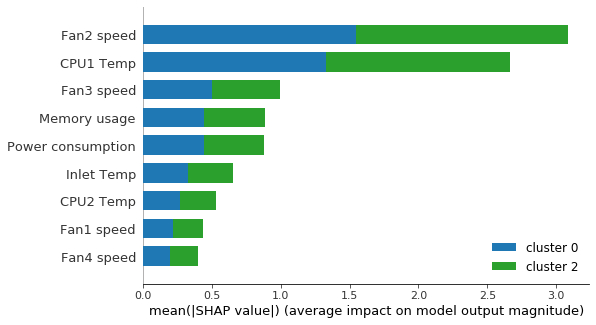 Fan2 speed
CPU1 Temp
Fan3 speed
Memory usage
Power consumption
Inlet Temp
CPU2 Temp
Fan1 speed
Fan4 speed
cluster 0
cluster 2
0.0 0.5 1.0 1.5 2.0 2.5 3.0
mean(|SHAP value|) (average impact on model output magnitude)